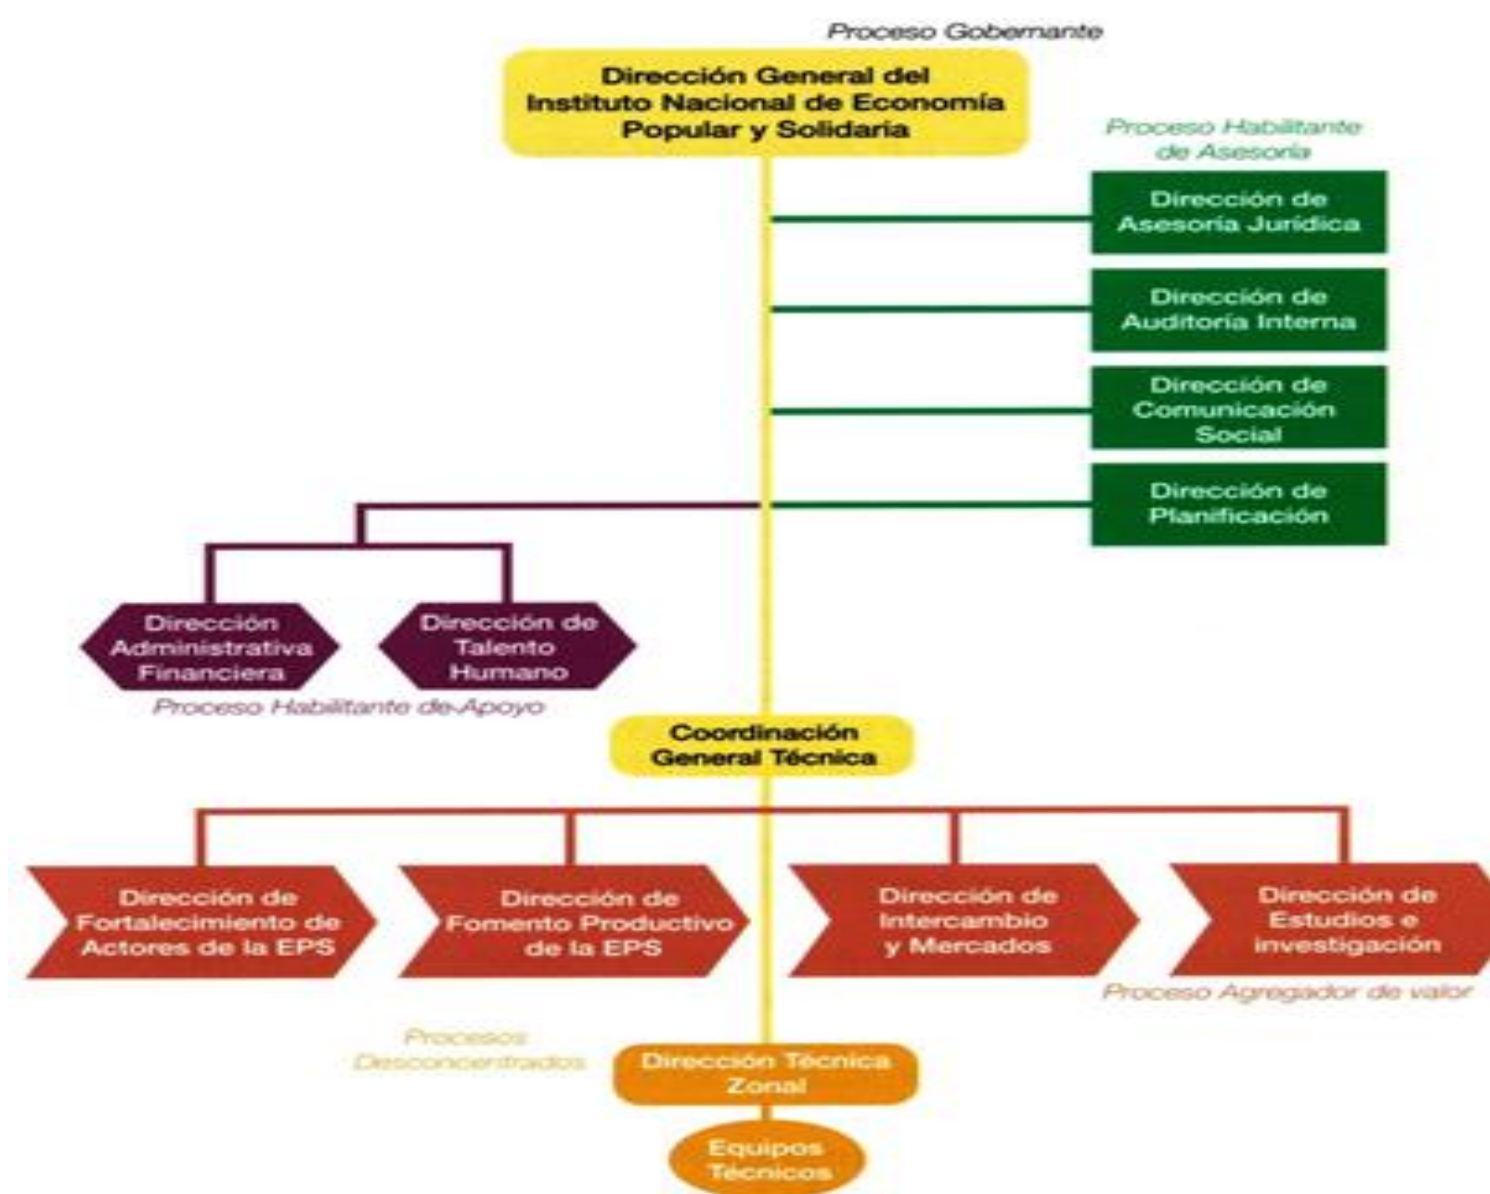 Proceso Gobernante
Dirección General del
Instituto Nacional de Economía
Popular y Solidaria
Proceso Habilitante
de Asesoría
Dirección de
Asesoría Jurídica
Dirección de
Auditoría Interna
Dirección de
Comunicación
Social
Dirección de
Planificación
Dirección
Administrativa
Financiera
Dirección de
Talento
Humano
Proceso Habilitante de Apoyo
Coordinación
General Técnica
Dirección de
Fortalecimiento de
Actores de la EPS
Dirección de
Fomento Productivo
de la EPS
Dirección de
Intercambio
y Mercados
Dirección de
Estudios e
investigación
Proceso Agregador de valor
Procesos
Desconcentrados
Dirección Técnica
Zonal
Equipos
Técnicos